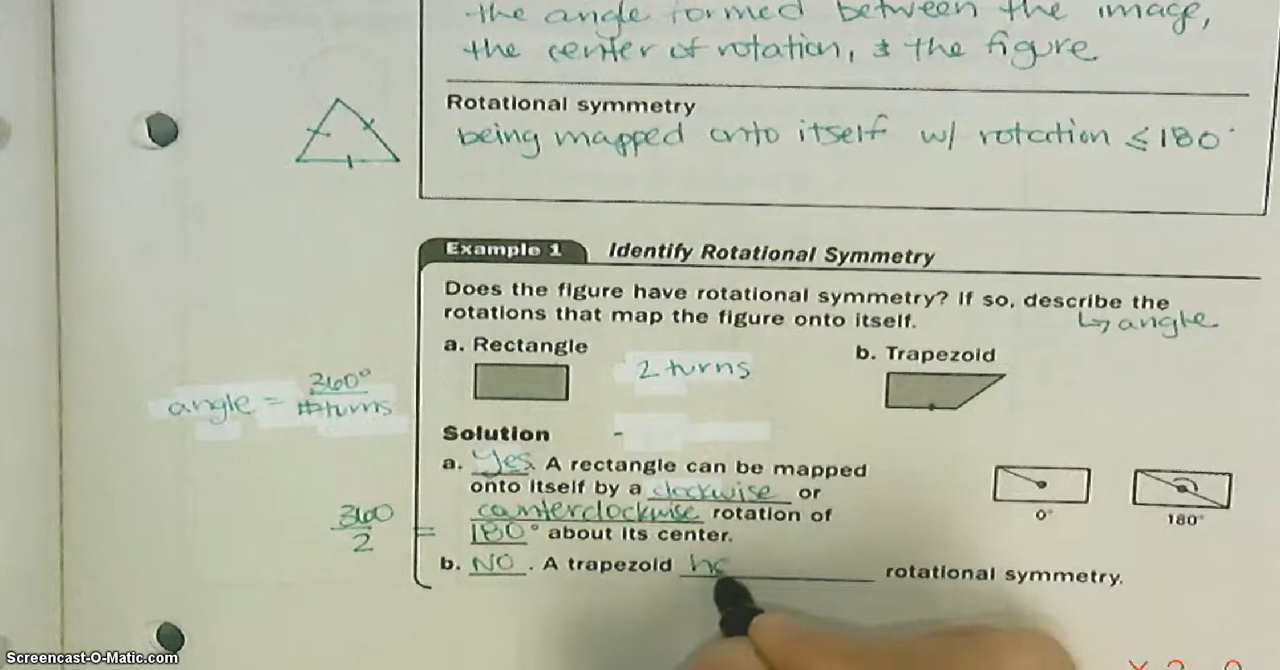 the angle formed between the image,
the center of rotation, & the figure.
Rotational symmetry
being mapped onto itself w/ rotation ≤ 180°
Example 1 Identify Rotational Symmetry
Does the figure have rotational symmetry? If so, describe the
rotations that map the figure onto itself.
↳ angle
a. Rectangle
2 turns
b. Trapezoid
angle = 360° / # turns
Solution
a. Yes. A rectangle can be mapped
onto itself by a clockwise or
counterclockwise rotation of
360 / 2 = 180° about its center.
0°
180°
b. NO. A trapezoid rotational symmetry.
Screencast-O-Matic.com